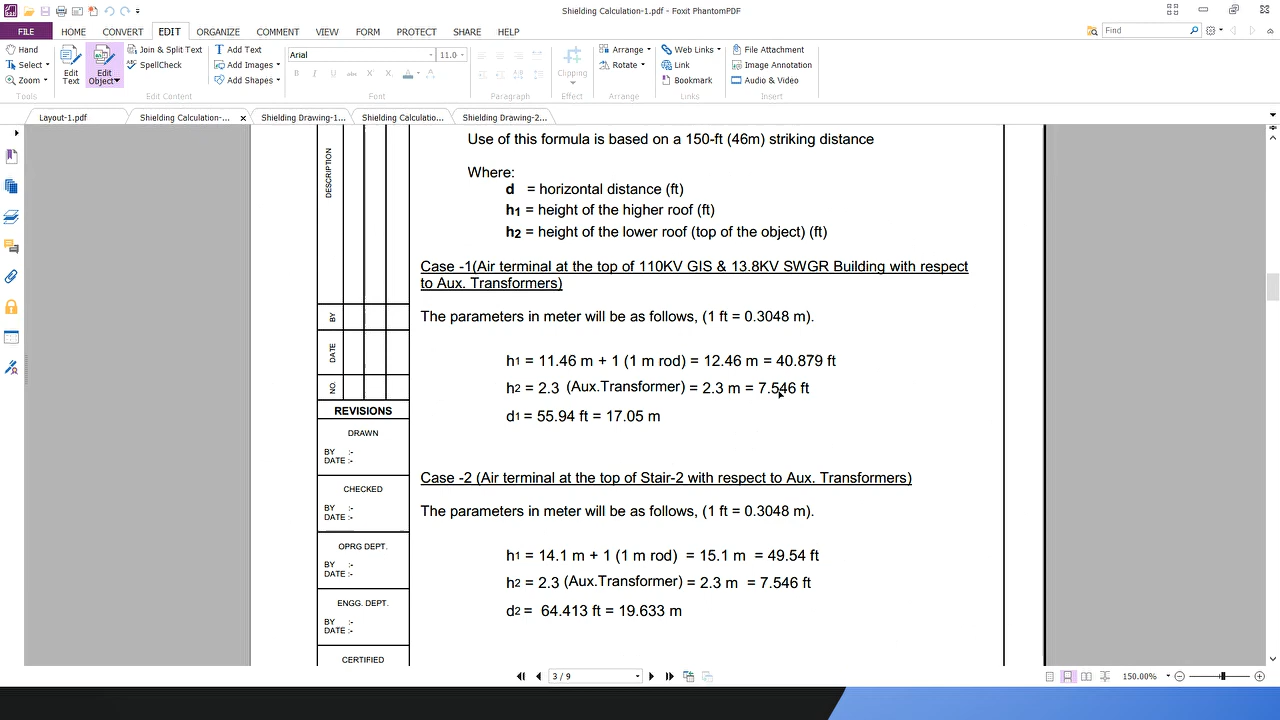 Shielding Calculation-1.pdf - Foxit PhantomPDF
FILE HOME CONVERT EDIT ORGANIZE COMMENT VIEW FORM PROTECT SHARE HELP
Find
Hand
Select
Zoom
Tools
Edit Text
Edit Object
Join & Split Text
SpellCheck
Add Text
Add Images
Add Shapes
Edit Content
Arial 11.0
B I U abc X X A
Font
Paragraph
Clipping
Effect
Arrange
Rotate
Arrange
Web Links
Link
Bookmark
Links
File Attachment
Image Annotation
Audio & Video
Insert
Layout-1.pdf
Shielding Calculation-...
Shielding Drawing-1...
Shielding Calculatio...
Shielding Drawing-2...
Use of this formula is based on a 150-ft (46m) striking distance
Where:
d = horizontal distance (ft)
h1 = height of the higher roof (ft)
h2 = height of the lower roof (top of the object) (ft)
Case -1(Air terminal at the top of 110KV GIS & 13.8KV SWGR Building with respect
to Aux. Transformers)
The parameters in meter will be as follows, (1 ft = 0.3048 m).
h1 = 11.46 m + 1 (1 m rod) = 12.46 m = 40.879 ft
h2 = 2.3 (Aux.Transformer) = 2.3 m = 7.546 ft
d1 = 55.94 ft = 17.05 m
Case -2 (Air terminal at the top of Stair-2 with respect to Aux. Transformers)
The parameters in meter will be as follows, (1 ft = 0.3048 m).
h1 = 14.1 m + 1 (1 m rod) = 15.1 m = 49.54 ft
h2 = 2.3 (Aux.Transformer) = 2.3 m = 7.546 ft
d2 = 64.413 ft = 19.633 m
DESCRIPTION
BY
DATE
NO.
REVISIONS
DRAWN
BY :-
DATE :-
CHECKED
BY :-
DATE :-
OPRG DEPT.
BY :-
DATE :-
ENGG. DEPT.
BY :-
DATE :-
CERTIFIED
3 / 9
150.00%